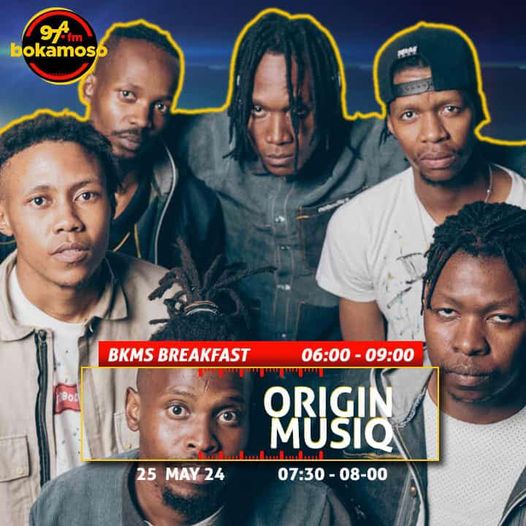 97.4 fm
bokamoso
BKMS BREAKFAST 06:00 - 09:00
ORIGIN
MUSIQ
25 MAY 24 07:30 - 08-00